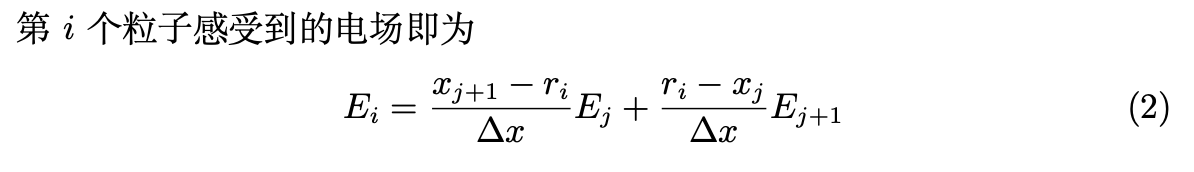 第 i 个粒子感受到的电场即为
E_i = \frac{x_{j+1} - r_i}{\Delta x} E_j + \frac{r_i - x_j}{\Delta x} E_{j+1} (2)